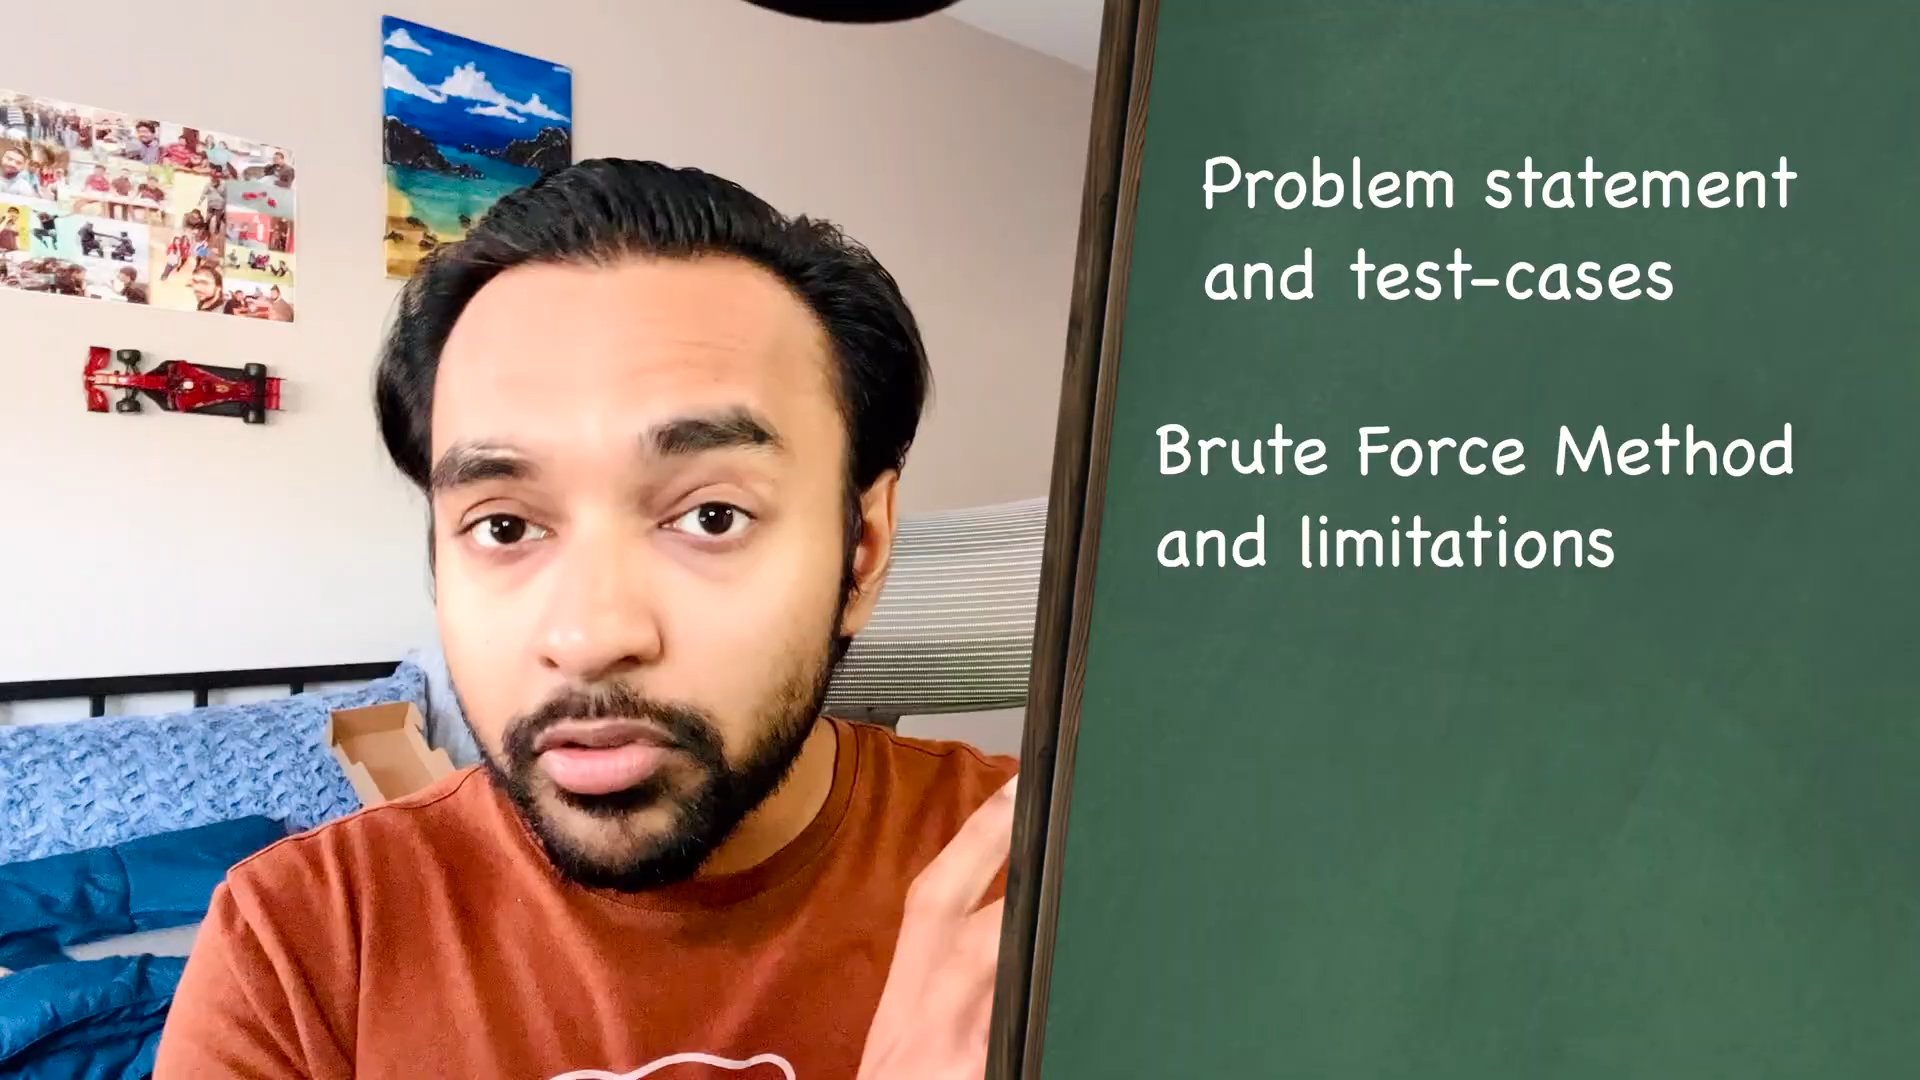 Problem statement
and test-cases
Brute Force Method
and limitations